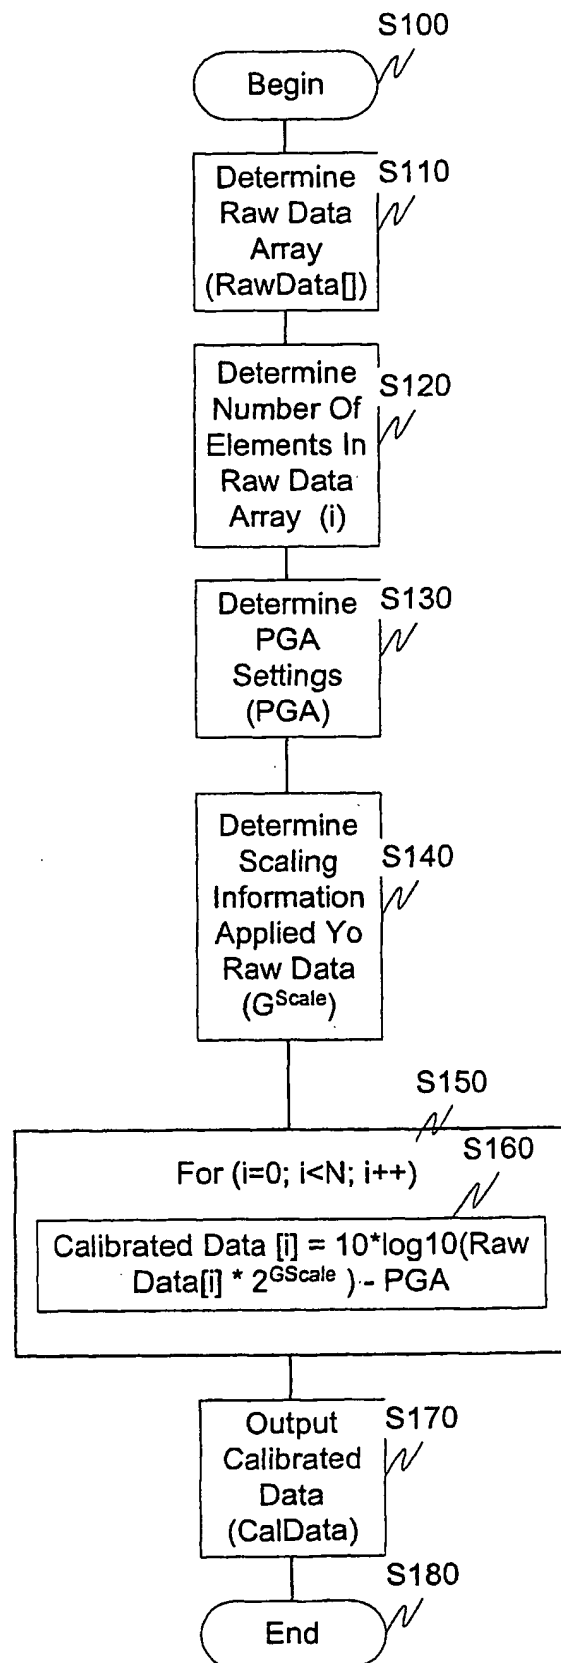 S100
Begin
S110
Determine
Raw Data
Array
(RawData[])
S120
Determine
Number Of
Elements In
Raw Data
Array (i)
S130
Determine
PGA
Settings
(PGA)
S140
Determine
Scaling
Information
Applied Yo
Raw Data
(G^Scale)
S150
For (i=0; i<N; i++)
S160
Calibrated Data [i] = 10*log10(Raw
Data[i] * 2^GScale ) - PGA
S170
Output
Calibrated
Data
(CalData)
S180
End